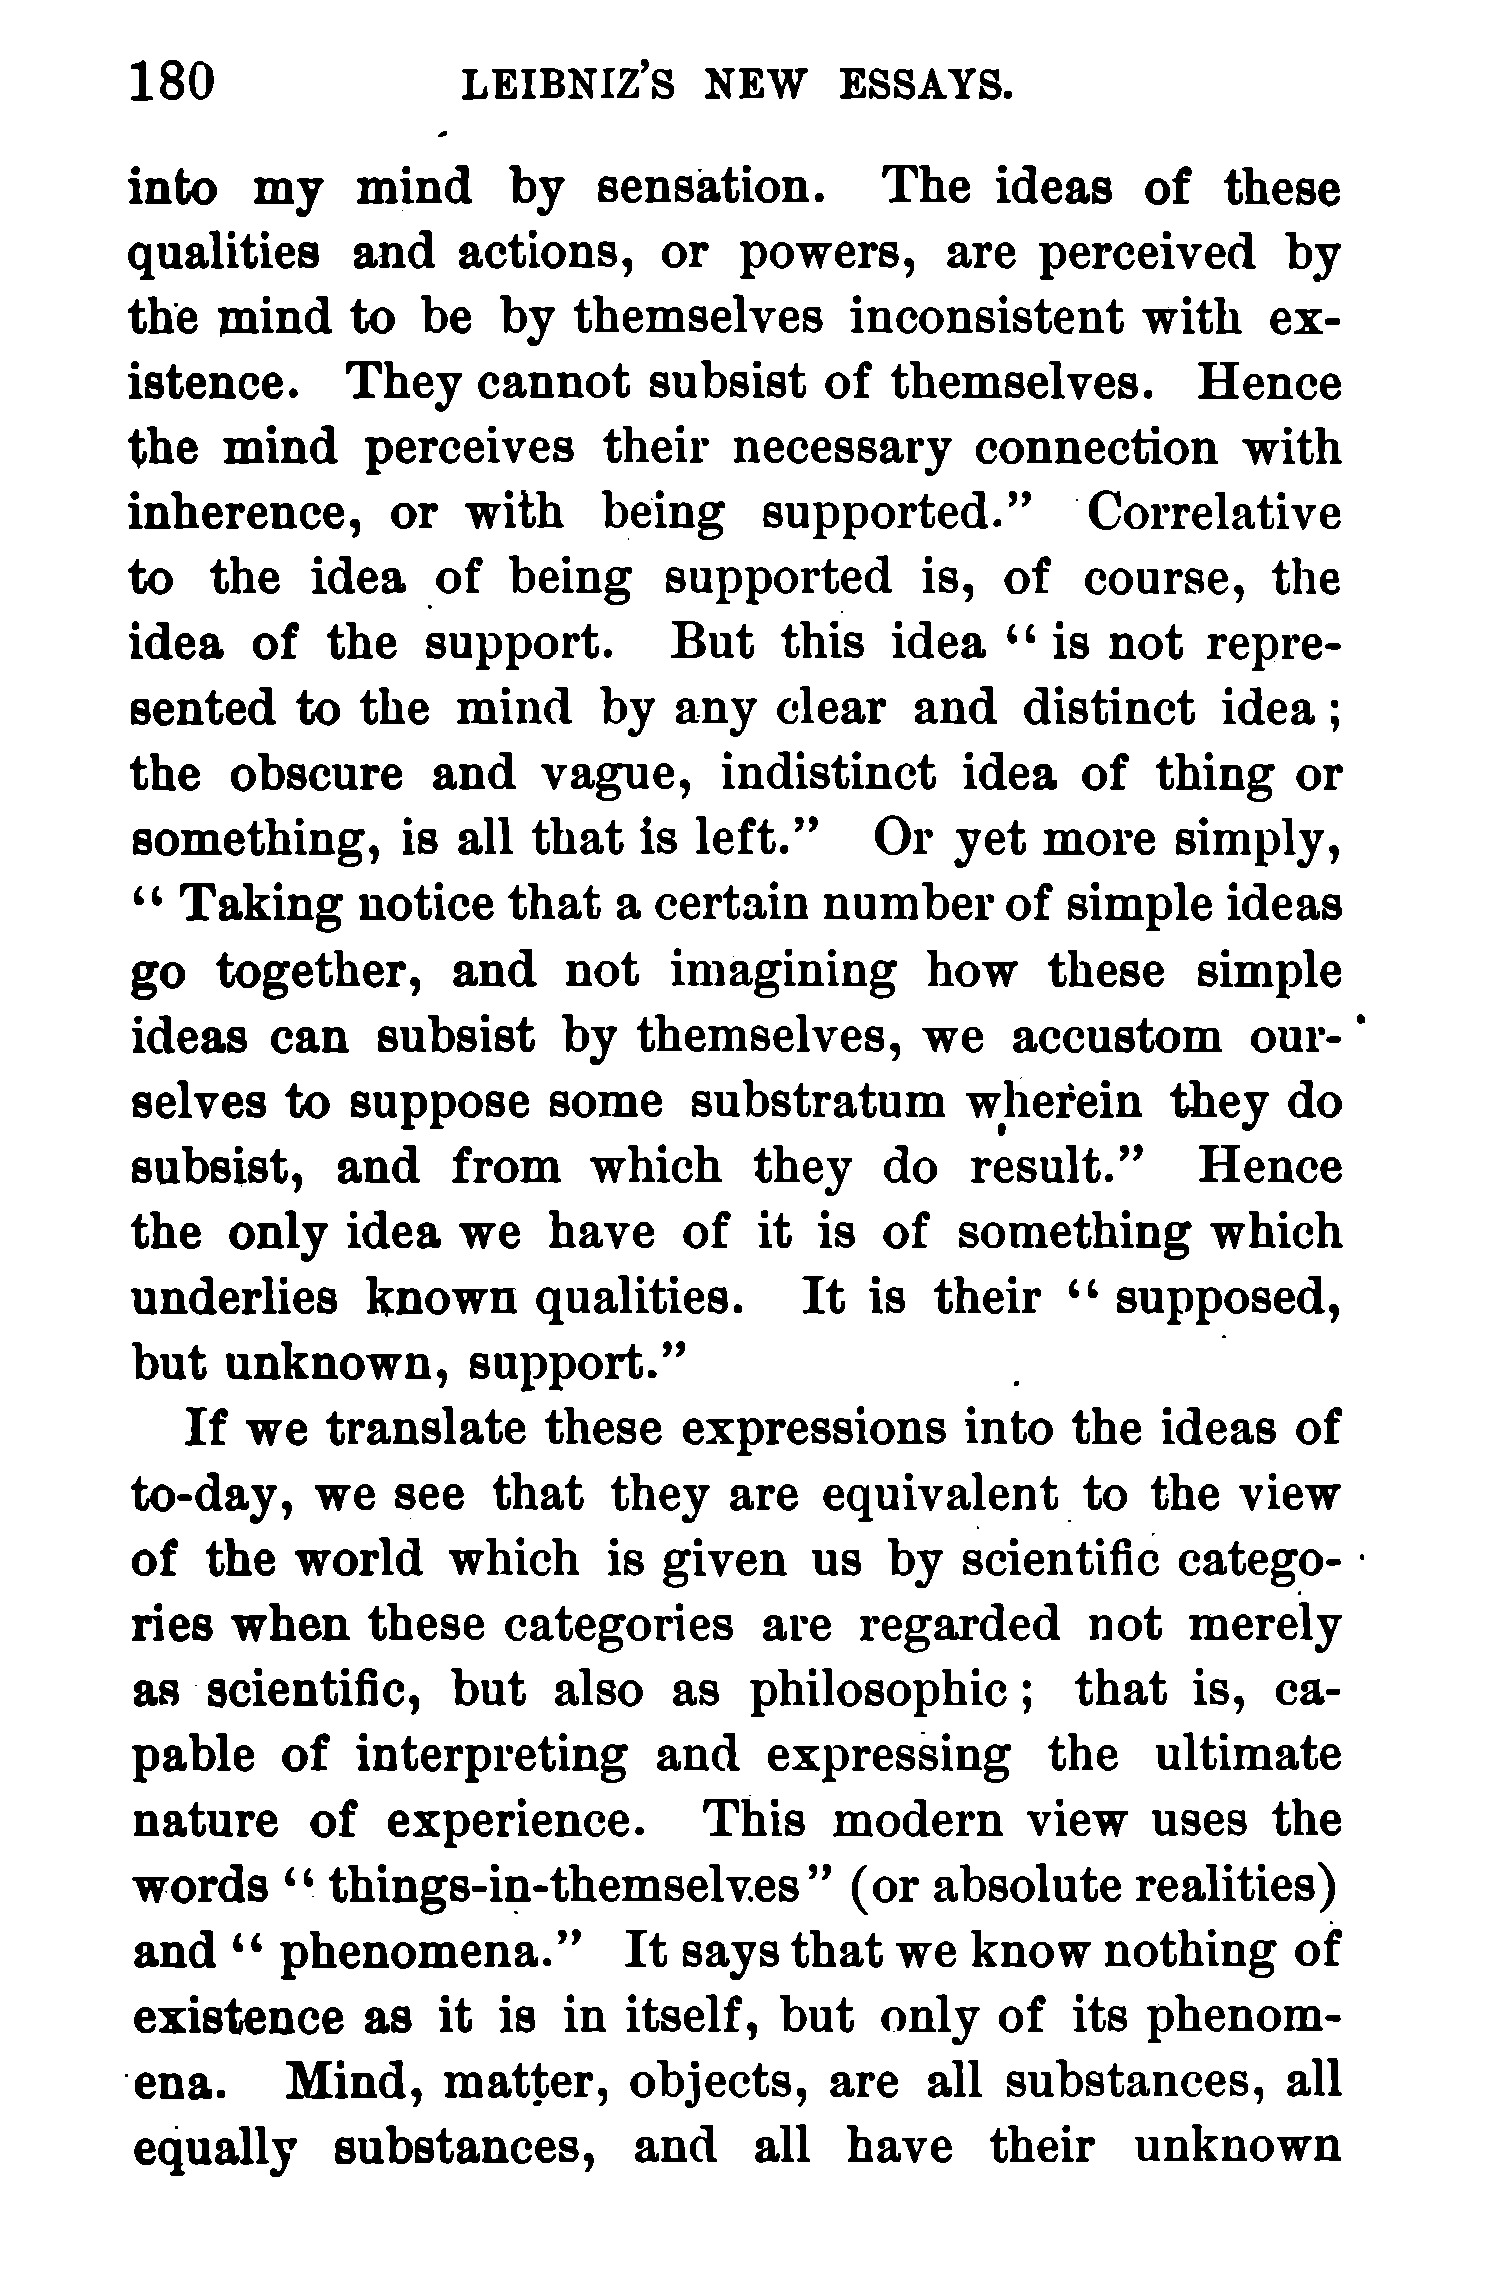 180 LEIBNIZ'S NEW ESSAYS.
into my mind by sensation. The ideas of these
qualities and actions, or powers, are perceived by
the mind to be by themselves inconsistent with ex-
istence. They cannot subsist of themselves. Hence
the mind perceives their necessary connection with
inherence, or with being supported." Correlative
to the idea of being supported is, of course, the
idea of the support. But this idea "is not repre-
sented to the mind by any clear and distinct idea;
the obscure and vague, indistinct idea of thing or
something, is all that is left." Or yet more simply,
"Taking notice that a certain number of simple ideas
go together, and not imagining how these simple
ideas can subsist by themselves, we accustom our-
selves to suppose some substratum wherein they do
subsist, and from which they do result." Hence
the only idea we have of it is of something which
underlies known qualities. It is their "supposed,
but unknown, support."
If we translate these expressions into the ideas of
to-day, we see that they are equivalent to the view
of the world which is given us by scientific catego-
ries when these categories are regarded not merely
as scientific, but also as philosophic; that is, ca-
pable of interpreting and expressing the ultimate
nature of experience. This modern view uses the
words "things-in-themselves" (or absolute realities)
and "phenomena." It says that we know nothing of
existence as it is in itself, but only of its phenom-
ena. Mind, matter, objects, are all substances, all
equally substances, and all have their unknown